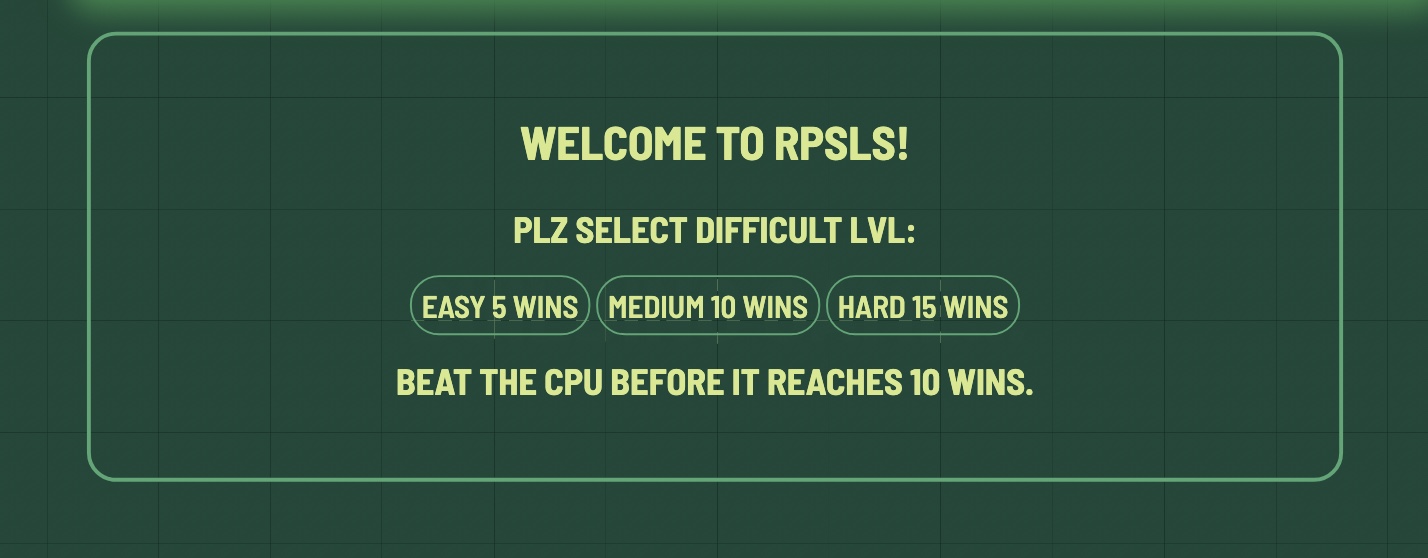 WELCOME TO RPSLS!
PLZ SELECT DIFFICULT LVL:
EASY 5 WINS MEDIUM 10 WINS HARD 15 WINS
BEAT THE CPU BEFORE IT REACHES 10 WINS.